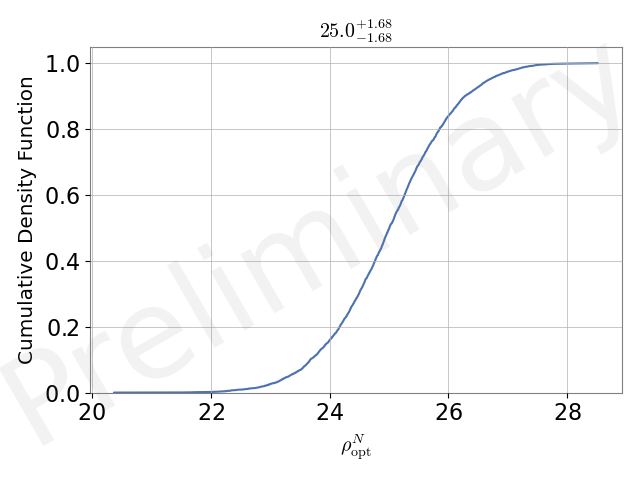 25.0^{+1.68}_{-1.68}
Cumulative Density Function
1.0
0.8
0.6
0.4
0.2
0.0
20 22 24 26 28
ρ^N_opt
Preliminary